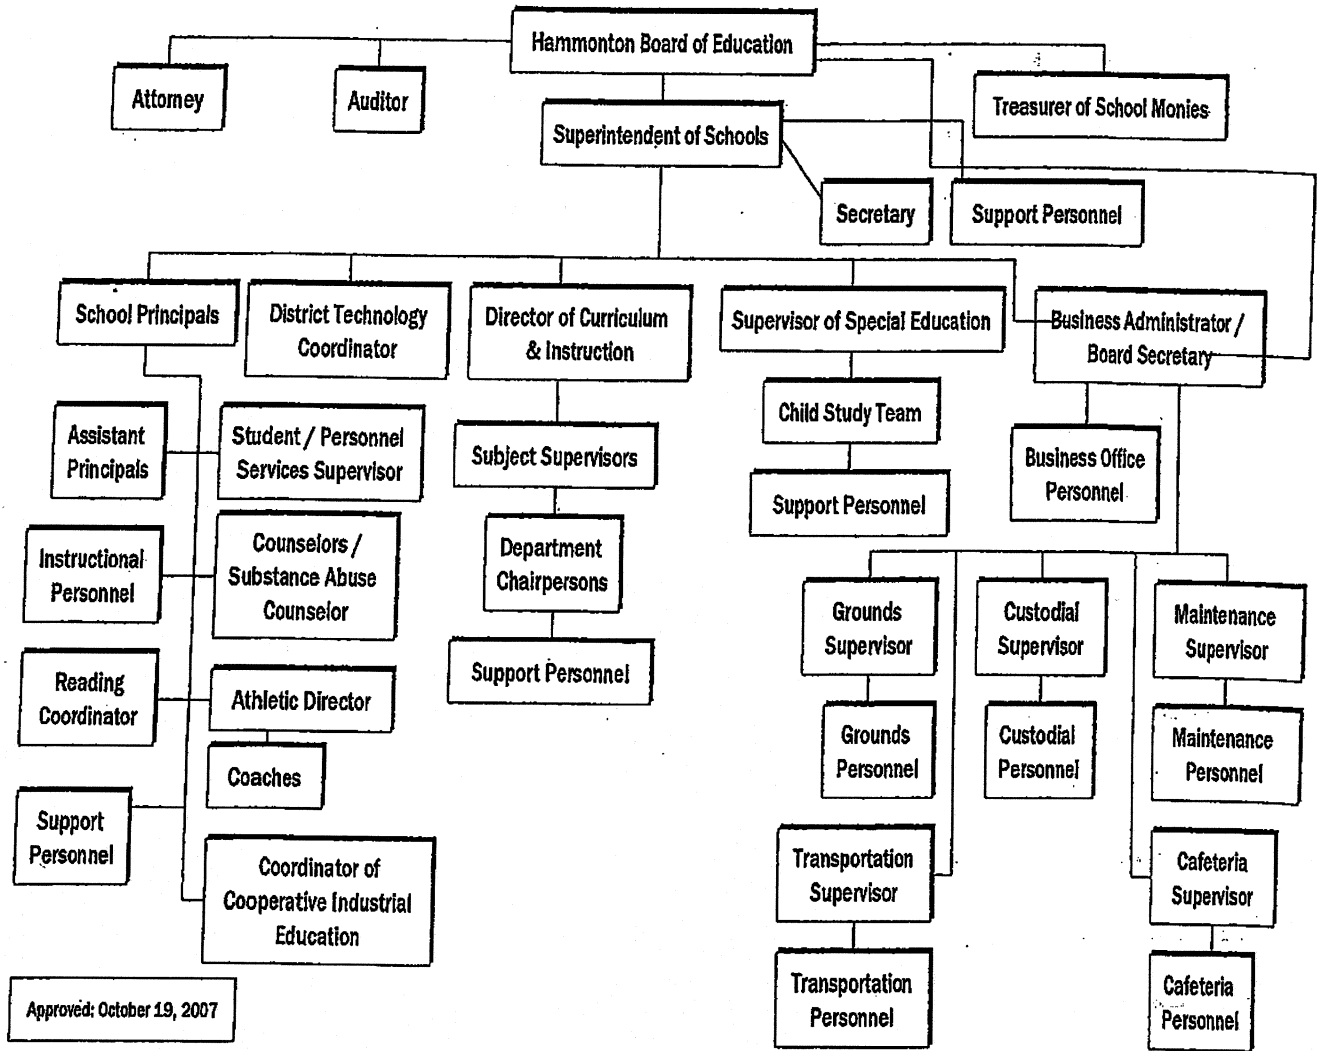 Hammonton Board of Education
Attorney
Auditor
Treasurer of School Monies
Superintendent of Schools
Secretary
Support Personnel
School Principals
District Technology
Coordinator
Director of Curriculum
& Instruction
Supervisor of Special Education
Business Administrator /
Board Secretary
Assistant
Principals
Student / Personnel
Services Supervisor
Subject Supervisors
Child Study Team
Business Office
Personnel
Support Personnel
Instructional
Personnel
Counselors /
Substance Abuse
Counselor
Department
Chairpersons
Grounds
Supervisor
Custodial
Supervisor
Maintenance
Supervisor
Reading
Coordinator
Athletic Director
Support Personnel
Coaches
Grounds
Personnel
Custodial
Personnel
Maintenance
Personnel
Support
Personnel
Coordinator of
Cooperative Industrial
Education
Transportation
Supervisor
Cafeteria
Supervisor
Transportation
Personnel
Cafeteria
Personnel
Approved: October 19, 2007